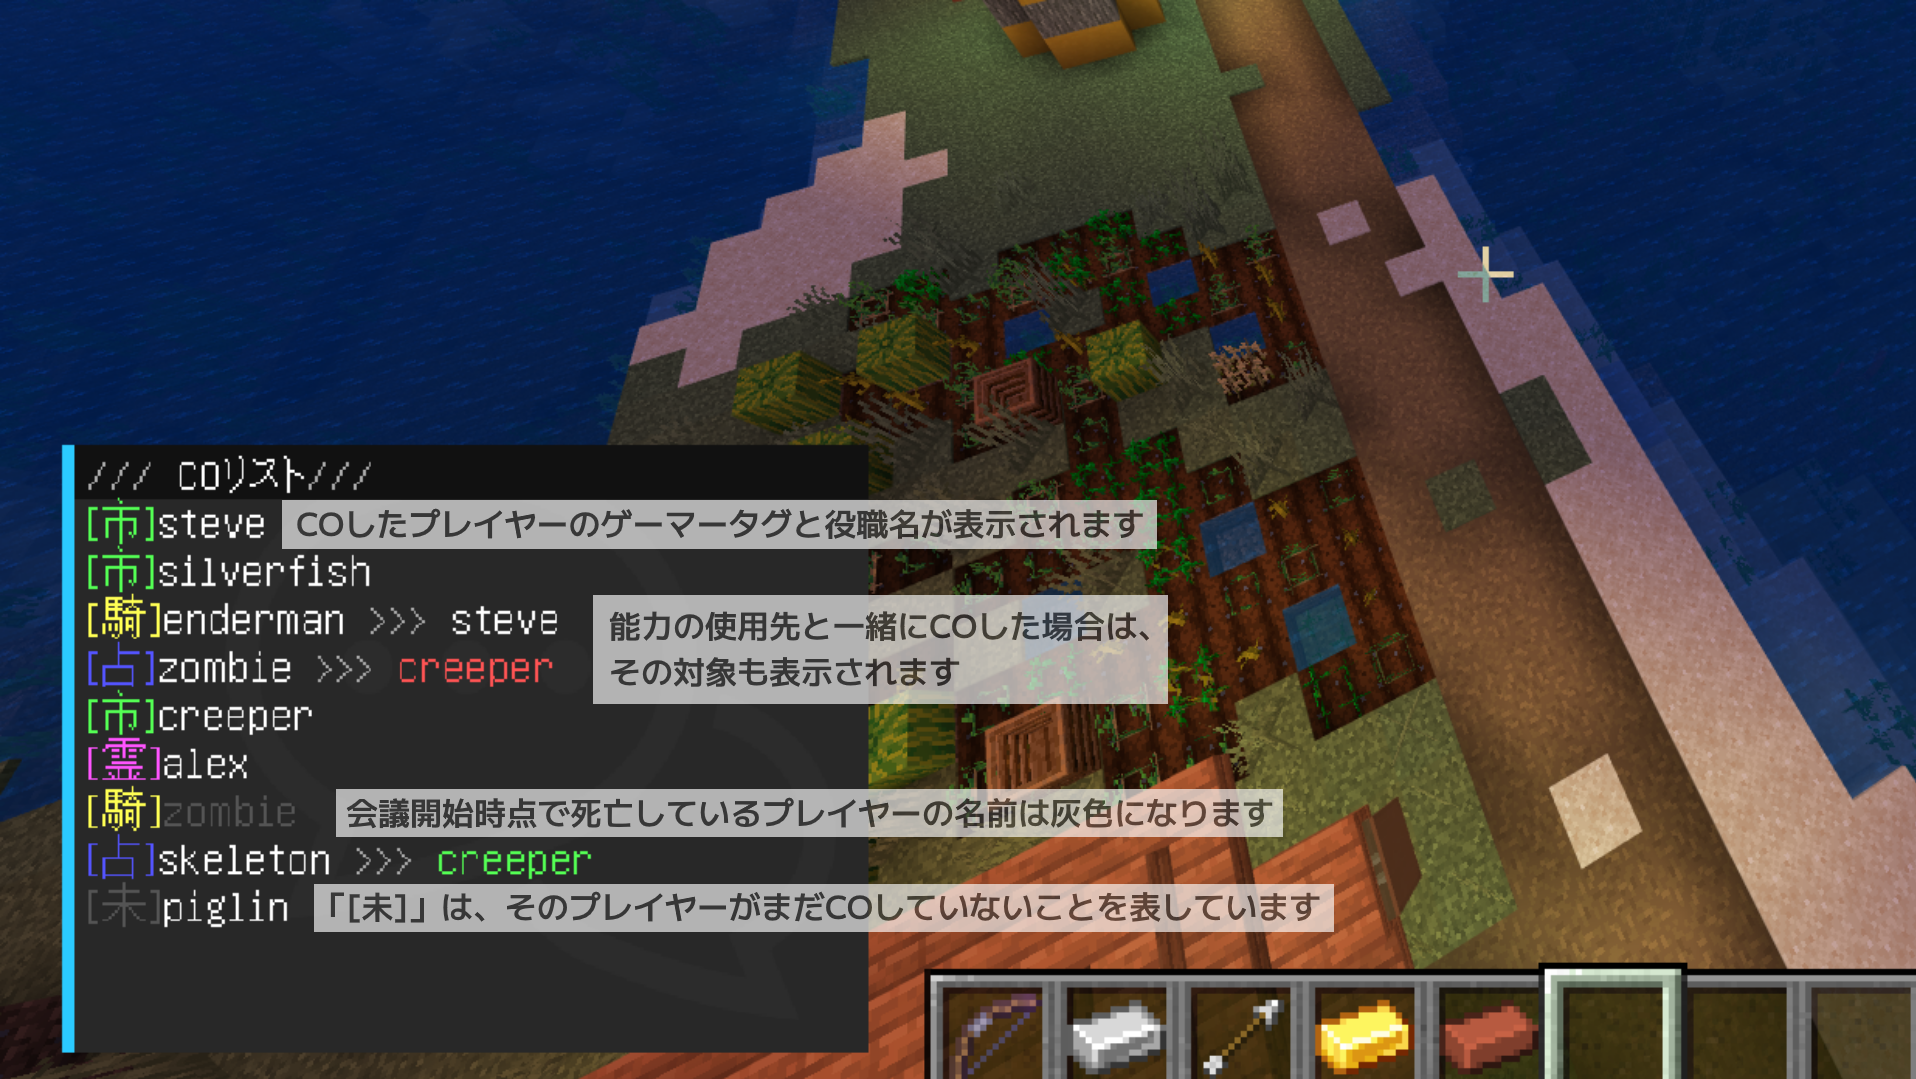 /// COリスト///
[市]steve
COしたプレイヤーのゲーマータグと役職名が表示されます
[市]silverfish
[騎]enderman >>> steve
能力の使用先と一緒にCOした場合は、
その対象も表示されます
[占]zombie >>> creeper
[市]creeper
[霊]alex
[騎]zombie
会議開始時点で死亡しているプレイヤーの名前は灰色になります
[占]skeleton >>> creeper
[未]piglin
「[未]」は、そのプレイヤーがまだCOしていないことを表しています